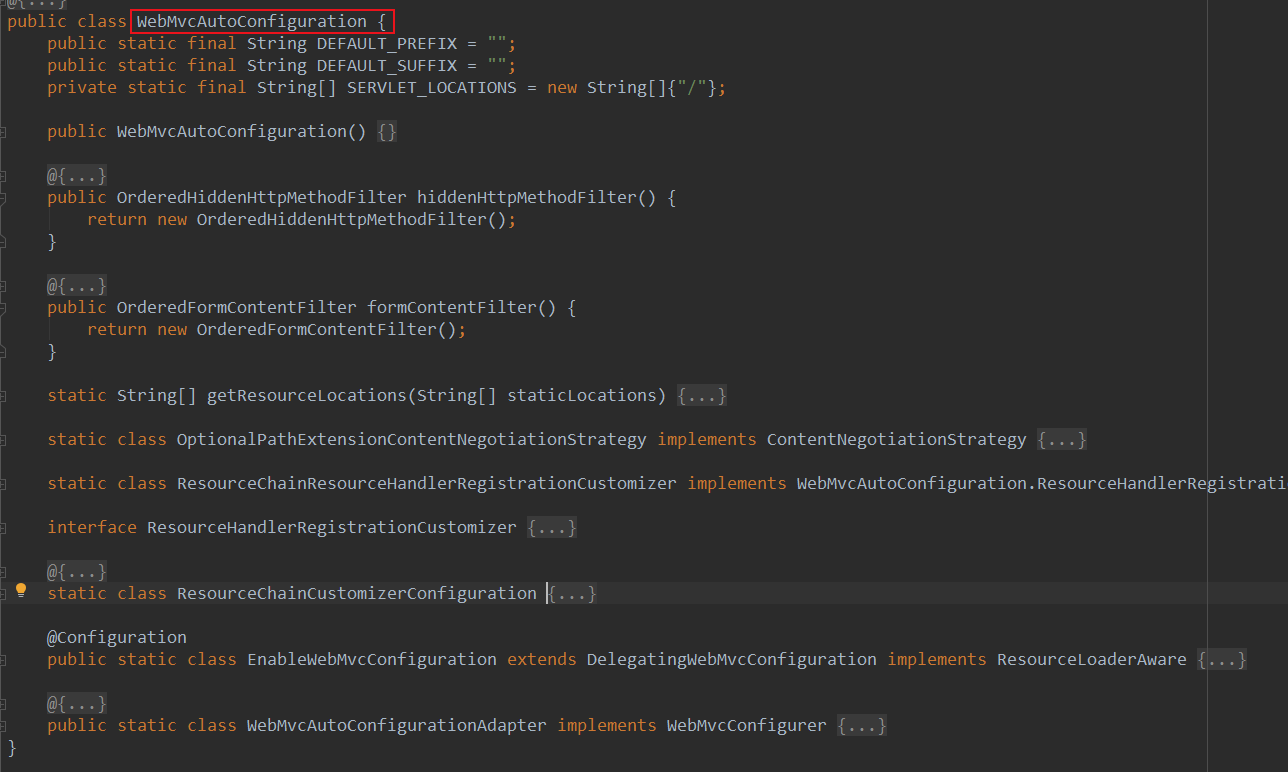 @{...}
public class WebMvcAutoConfiguration {
public static final String DEFAULT_PREFIX = "";
public static final String DEFAULT_SUFFIX = "";
private static final String[] SERVLET_LOCATIONS = new String[]{"/"};
public WebMvcAutoConfiguration() {}
@{...}
public OrderedHiddenHttpMethodFilter hiddenHttpMethodFilter() {
return new OrderedHiddenHttpMethodFilter();
}
@{...}
public OrderedFormContentFilter formContentFilter() {
return new OrderedFormContentFilter();
}
static String[] getResourceLocations(String[] staticLocations) {...}
static class OptionalPathExtensionContentNegotiationStrategy implements ContentNegotiationStrategy {...}
static class ResourceChainResourceHandlerRegistrationCustomizer implements WebMvcAutoConfiguration.ResourceHandlerRegistrati
interface ResourceHandlerRegistrationCustomizer {...}
@{...}
static class ResourceChainCustomizerConfiguration {...}
@Configuration
public static class EnableWebMvcConfiguration extends DelegatingWebMvcConfiguration implements ResourceLoaderAware {...}
@{...}
public static class WebMvcAutoConfigurationAdapter implements WebMvcConfigurer {...}
}